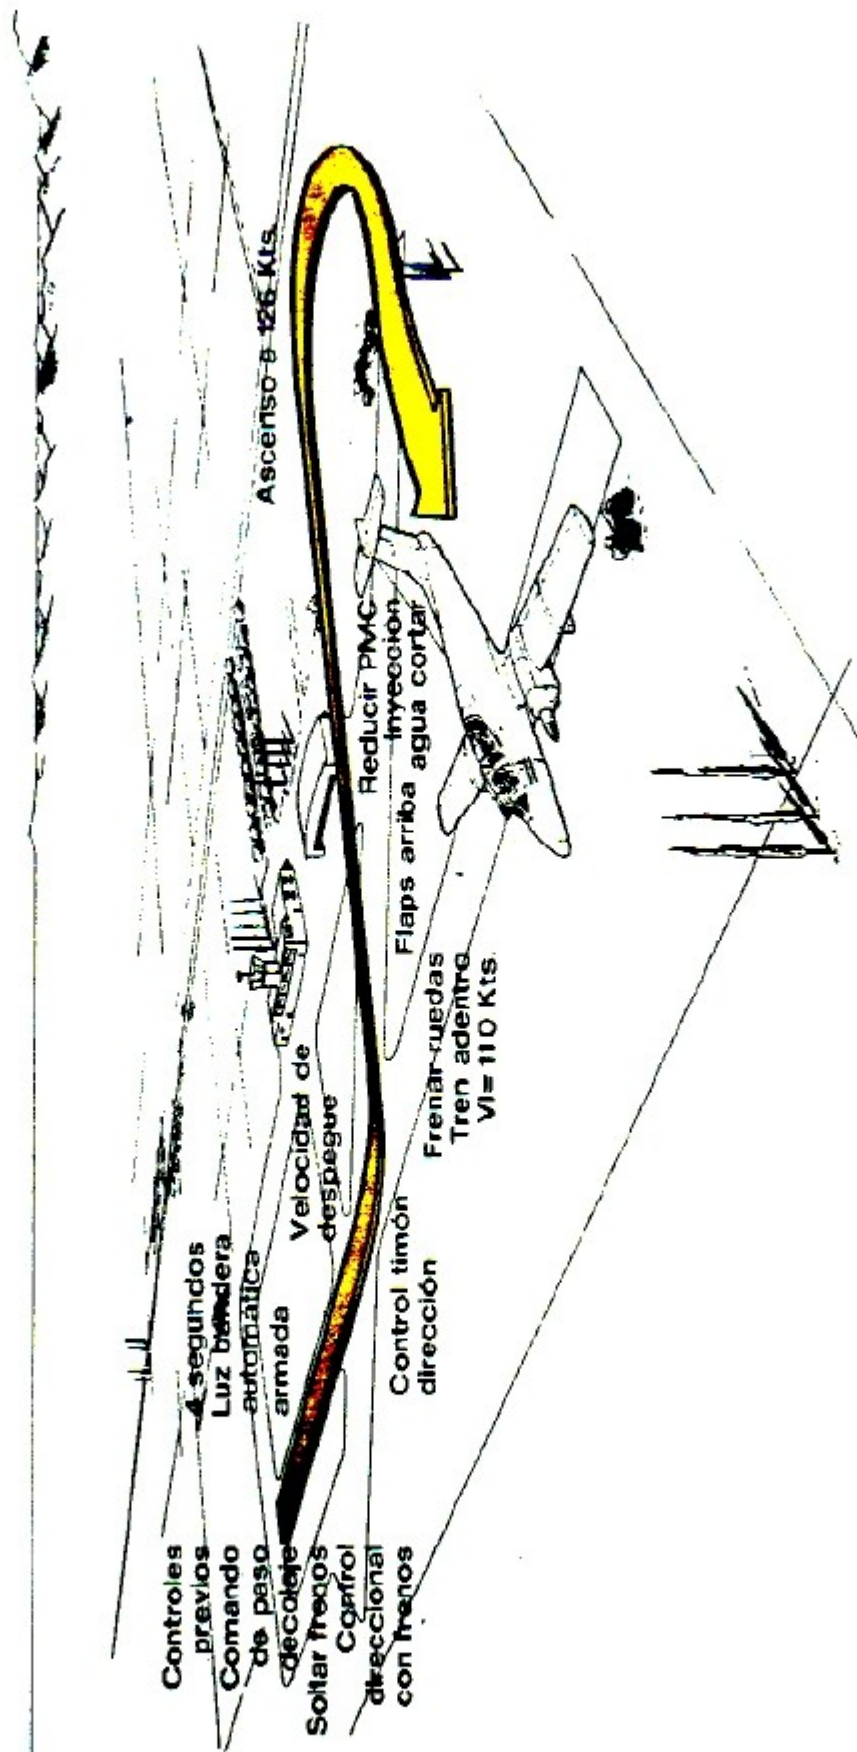 Controles
previos
Comando
de paso
decolaje
Soltar frenos
Control
direccional
con frenos
4 segundos
Luz bandera
automática
armada
Control timón
dirección
Velocidad de
despegue
Frenar ruedas
Tren adentro
VI= 110 Kts.
Flaps arriba
Reducir PMC
Inyección
agua cortar
Ascenso a 126 Kts.